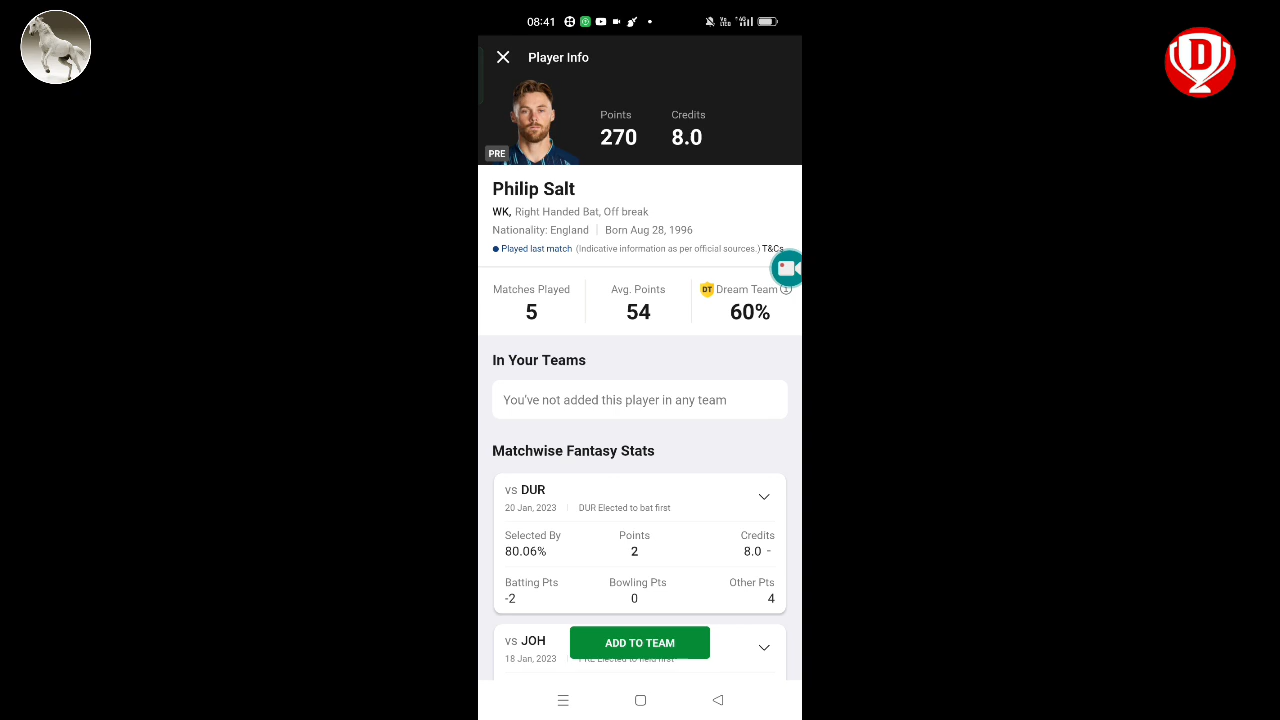 08:41
Player Info
Points
Credits
270
8.0
PRE
Philip Salt
WK, Right Handed Bat, Off break
Nationality: England | Born Aug 28, 1996
Played last match (Indicative information as per official sources.) T&Cs
Matches Played
Avg. Points
DT Dream Team
5
54
60%
In Your Teams
You've not added this player in any team
Matchwise Fantasy Stats
vs DUR
20 Jan, 2023 | DUR Elected to bat first
Selected By
Points
Credits
80.06%
2
8.0 -
Batting Pts
Bowling Pts
Other Pts
-2
0
4
vs JOH
ADD TO TEAM
18 Jan, 2023 | PRE Elected to field first
D